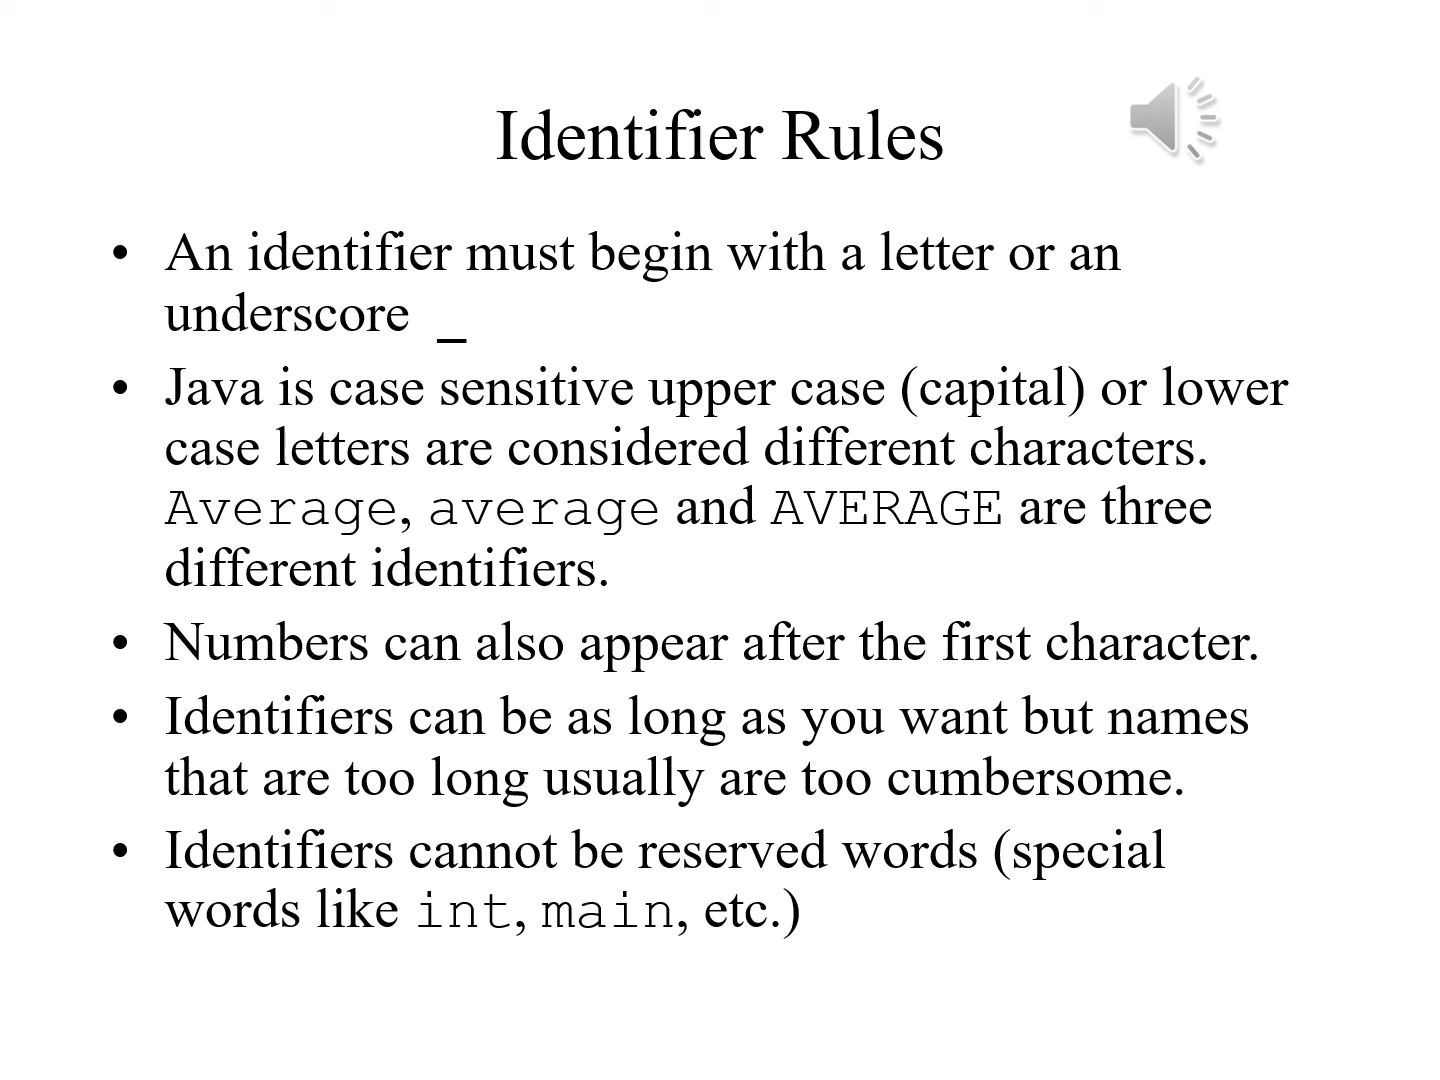 Identifier Rules
• An identifier must begin with a letter or an
underscore _
• Java is case sensitive upper case (capital) or lower
case letters are considered different characters.
Average, average and AVERAGE are three
different identifiers.
• Numbers can also appear after the first character.
• Identifiers can be as long as you want but names
that are too long usually are too cumbersome.
• Identifiers cannot be reserved words (special
words like int, main, etc.)